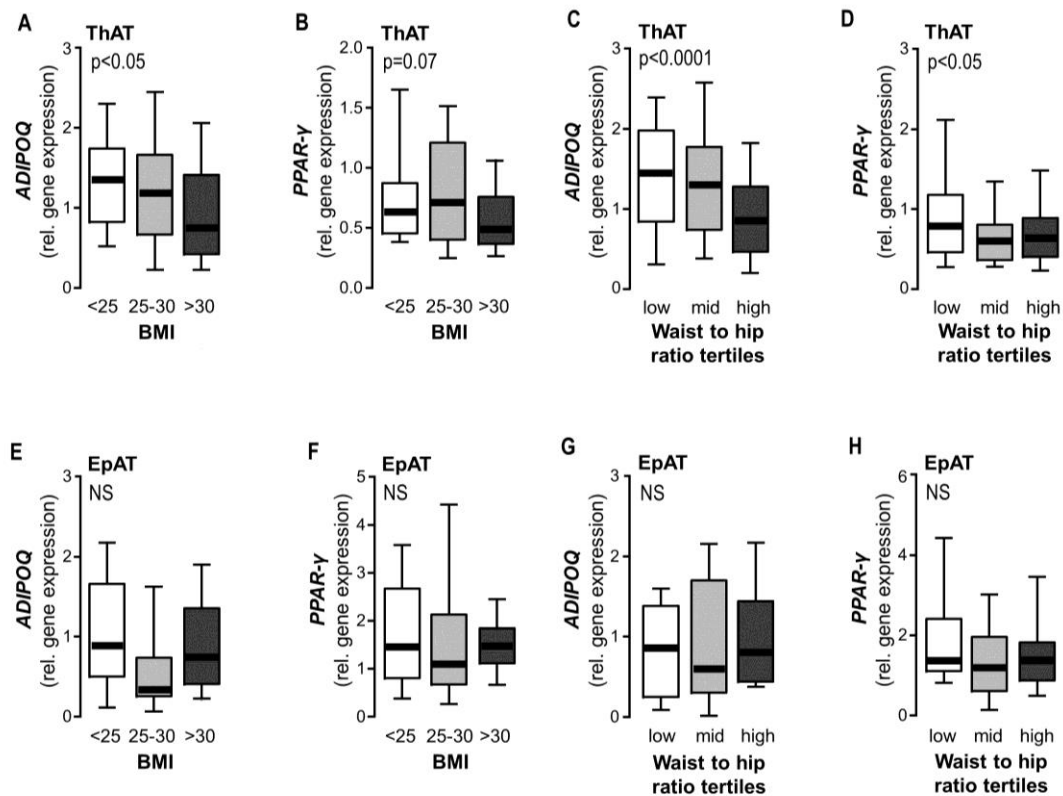 A
ThAT
p<0.05
ADIPOQ
(rel. gene expression)
3
2
1
0
<25 25-30 >30
BMI
B
ThAT
p=0.07
PPAR-γ
(rel. gene expression)
2.0
1.5
1.0
0.5
0.0
<25 25-30 >30
BMI
C
ThAT
p<0.0001
ADIPOQ
(rel. gene expression)
3
2
1
0
low mid high
Waist to hip
ratio tertiles
D
ThAT
p<0.05
PPAR-γ
(rel. gene expression)
3
2
1
0
low mid high
Waist to hip
ratio tertiles
E
EpAT
NS
ADIPOQ
(rel. gene expression)
3
2
1
0
<25 25-30 >30
BMI
F
EpAT
NS
PPAR-γ
(rel. gene expression)
5
4
3
2
1
0
<25 25-30 >30
BMI
G
EpAT
NS
ADIPOQ
(rel. gene expression)
3
2
1
0
low mid high
Waist to hip
ratio tertiles
H
EpAT
NS
PPAR-γ
(rel. gene expression)
6
4
2
0
low mid high
Waist to hip
ratio tertiles